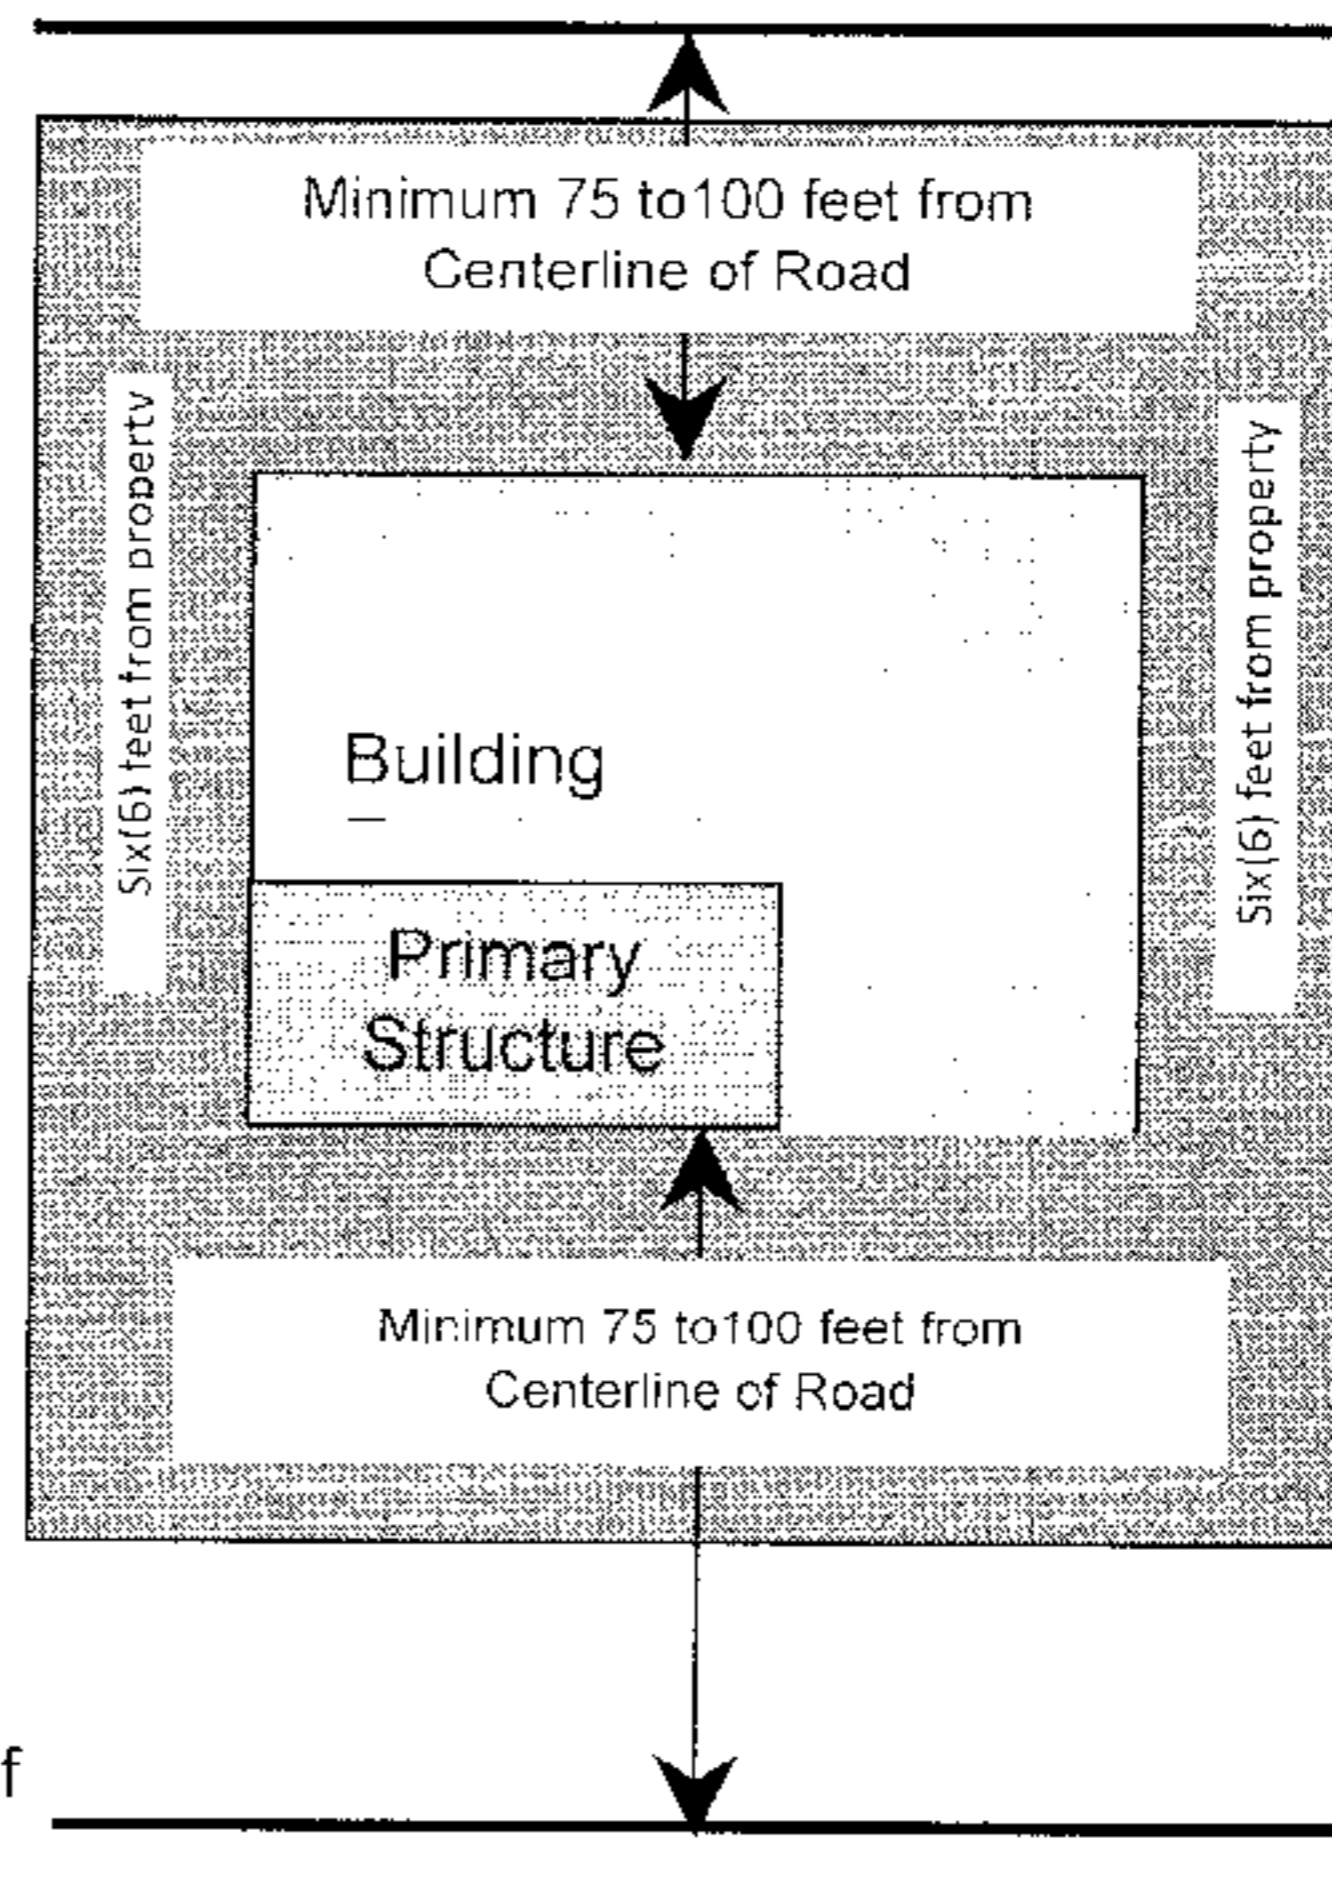 Minimum 75 to100 feet from
Centerline of Road
Six(6) feet from property
Six(6) feet from property
Building
Primary
Structure
Minimum 75 to100 feet from
Centerline of Road
f